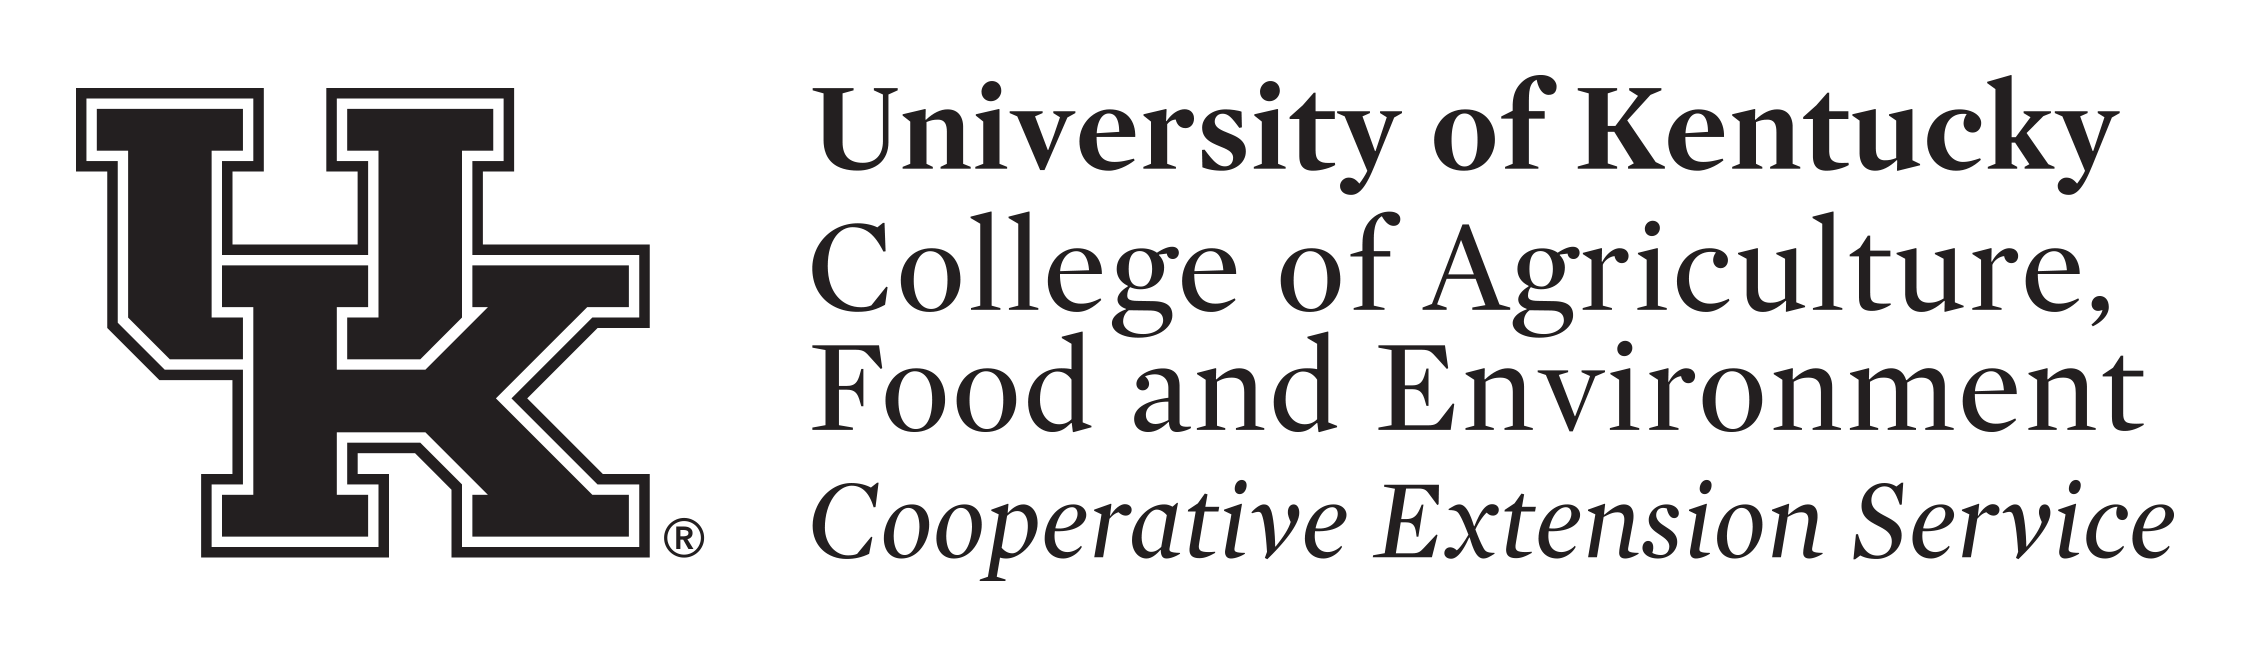 UK®
University of Kentucky
College of Agriculture,
Food and Environment
Cooperative Extension Service